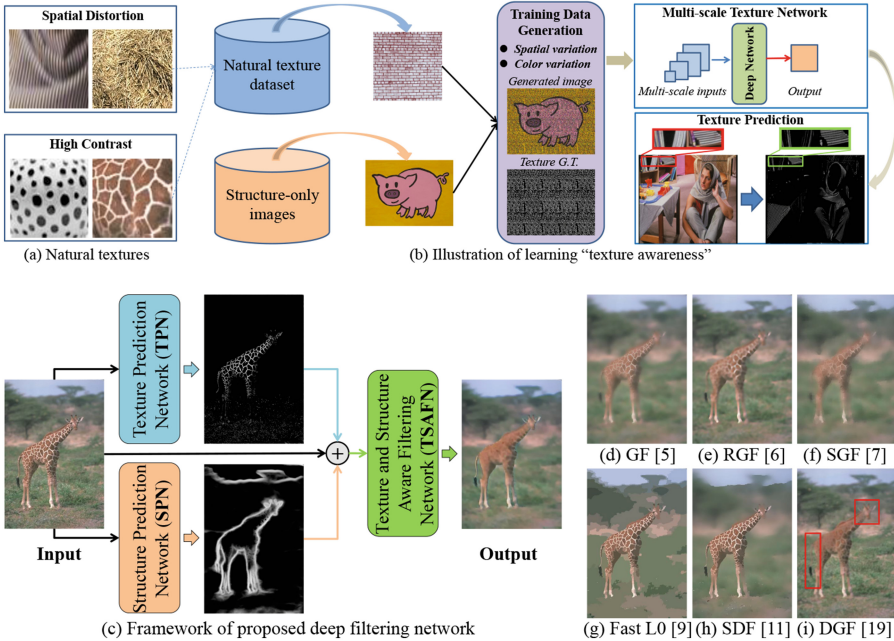 Spatial Distortion
High Contrast
(a) Natural textures
Natural texture
dataset
Structure-only
images
Training Data
Generation
● Spatial variation
● Color variation
Generated image
Texture G.T.
Multi-scale Texture Network
Multi-scale inputs
Deep Network
Output
Texture Prediction
(b) Illustration of learning “texture awareness”
Input
Texture Prediction
Network (TPN)
Structure Prediction
Network (SPN)
+
Texture and Structure
Aware Filtering
Network (TSAFN)
Output
(c) Framework of proposed deep filtering network
(d) GF [5]
(e) RGF [6]
(f) SGF [7]
(g) Fast L0 [9]
(h) SDF [11]
(i) DGF [19]